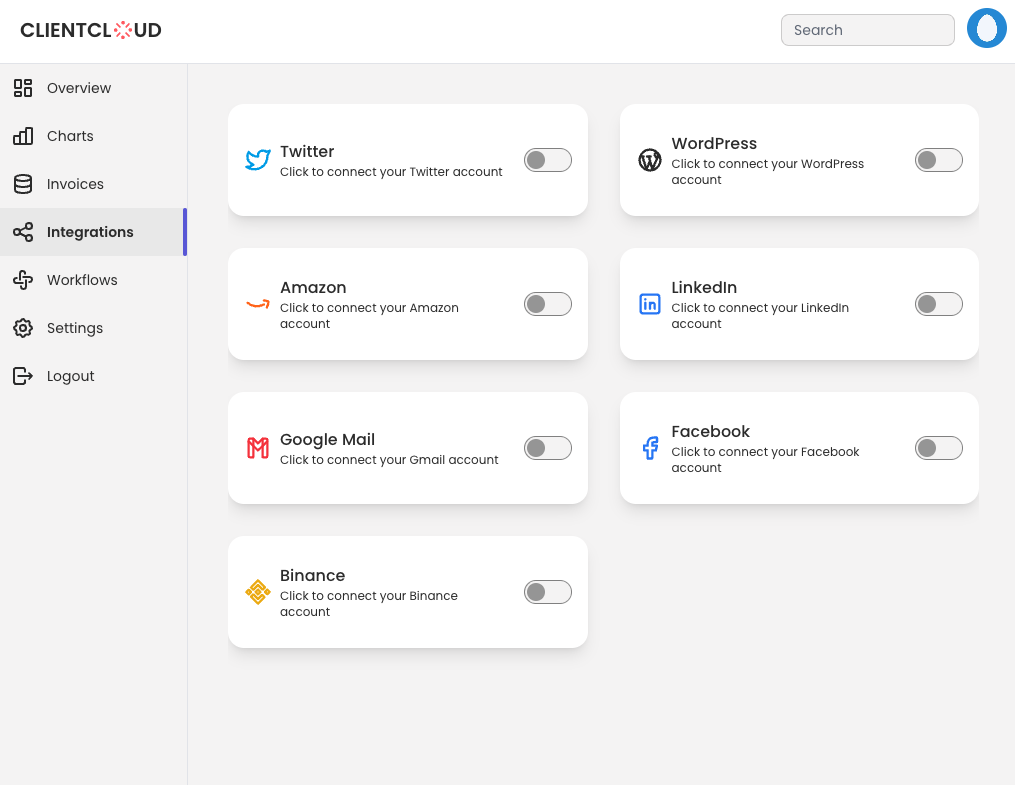 CLIENTCLOUD
Search
Overview
Charts
Invoices
Integrations
Workflows
Settings
Logout
Twitter
Click to connect your Twitter account
WordPress
Click to connect your WordPress
account
Amazon
Click to connect your Amazon
account
LinkedIn
Click to connect your LinkedIn
account
Google Mail
Click to connect your Gmail account
Facebook
Click to connect your Facebook
account
Binance
Click to connect your Binance
account